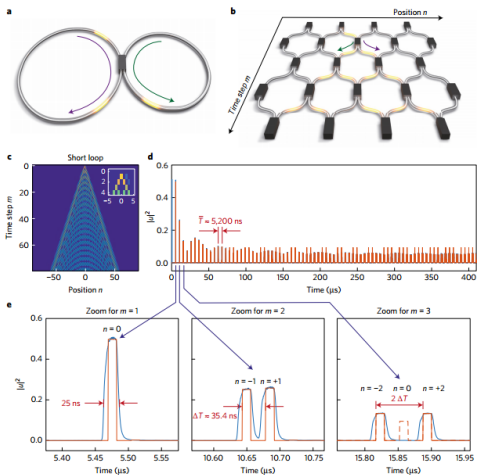 a
b
Position n
Time step m
c
Short loop
0
2
4
−5 0 5
0
20
40
60
Time step m
−50 0 50
Position n
d
0.6
0.4
0.2
0
|u|²
T̅ ≈ 5,200 ns
0 50 100 150 200 250 300 350 400
Time (μs)
e
Zoom for m = 1
n = 0
25 ns
0.6
0.4
0.2
0.0
|u|²
5.40 5.45 5.50 5.55
Time (μs)
Zoom for m = 2
n = −1 n = +1
ΔT ≈ 35.4 ns
10.65 10.70 10.75
Time (μs)
Zoom for m = 3
n = −2 n = 0 n = +2
2 ΔT
15.80 15.85 15.90 15.95
Time (μs)